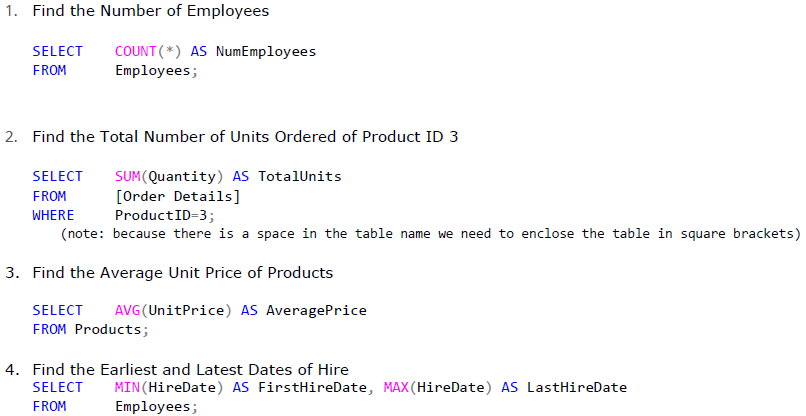 1. Find the Number of Employees
SELECT COUNT(*) AS NumEmployees
FROM Employees;
2. Find the Total Number of Units Ordered of Product ID 3
SELECT SUM(Quantity) AS TotalUnits
FROM [Order Details]
WHERE ProductID=3;
(note: because there is a space in the table name we need to enclose the table in square brackets)
3. Find the Average Unit Price of Products
SELECT AVG(UnitPrice) AS AveragePrice
FROM Products;
4. Find the Earliest and Latest Dates of Hire
SELECT MIN(HireDate) AS FirstHireDate, MAX(HireDate) AS LastHireDate
FROM Employees;